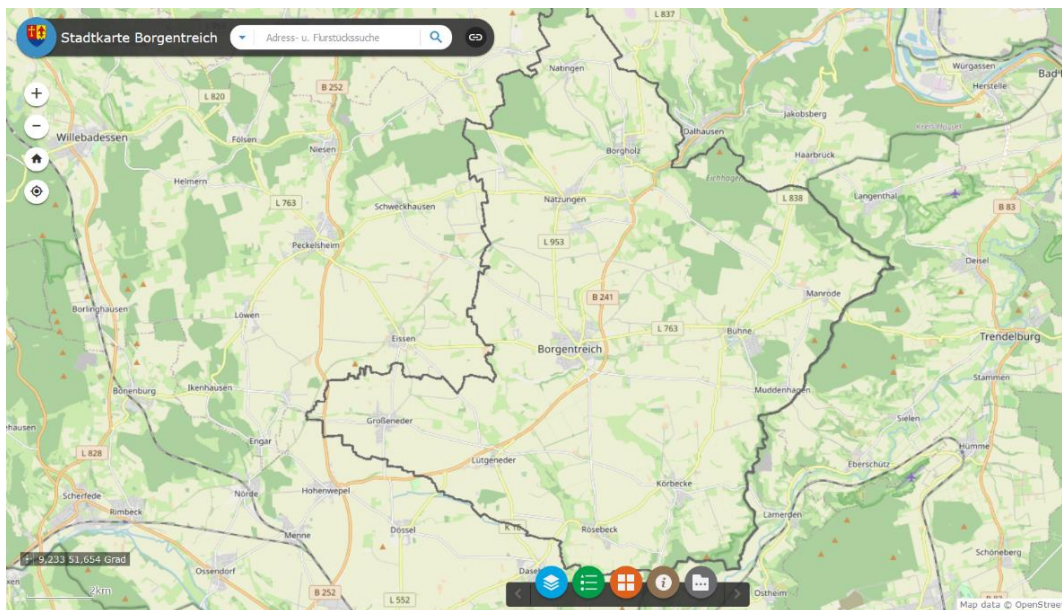 Stadtkarte Borgentreich
Adress- u. Flurstückssuche
L 837
Würgassen
Bad
Herstelle
B 252
Natingen
L 820
Willebadessen
Fölsen
Niesen
Dalhausen
Jakobsberg
Borgholz
Haarbrück
Eichhagen
Helmern
L 763
Schweckhausen
Natzungen
L 838
Langenthal
B 83
Peckelsheim
L 953
Deisel
Manrode
Borlinghausen
Löwen
B 241
L 763
Bühne
Eissen
Borgentreich
Trendelburg
Stammen
Bonenburg
Ikenhausen
Muddenhagen
Großeneder
Sielen
Engar
Hümme
L 828
Lütgeneder
Eberschütz
Scherfede
Nörde
Hohenwepel
Körbecke
Rimbeck
Menne
Dössel
Rösebeck
Lamerden
Schöneberg
9,233 51,654 Grad
Ossendorf
Ostheim
2km
B 252
L 552
Map data © OpenStree